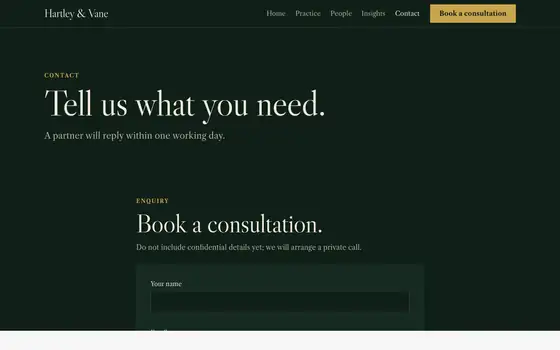 Hartley & Vane
Home Practice People Insights Contact Book a consultation
CONTACT
Tell us what you need.
A partner will reply within one working day.
ENQUIRY
Book a consultation.
Do not include confidential details yet; we will arrange a private call.
Your name